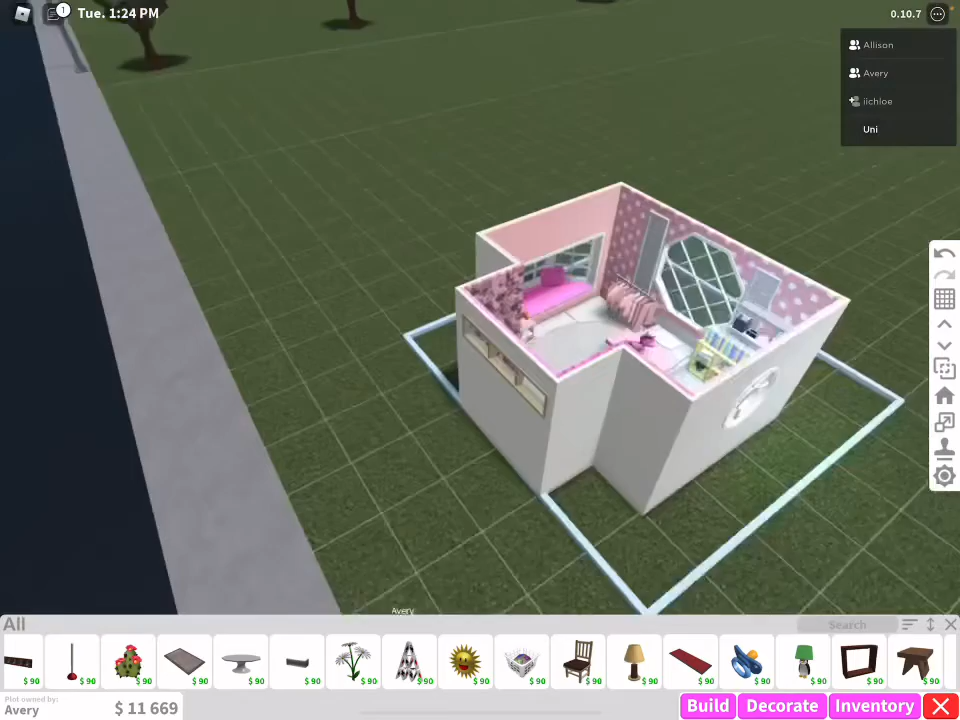 1
Tue. 1:24 PM
0.10.7
Allison
Avery
iichloe
Uni
Avery
All
Search
$ 90 $ 90 $ 90 $ 90 $ 90 $ 90 $ 90 $ 90 $ 90 $ 90 $ 90 $ 90 $ 90 $ 90 $ 90 $ 90 $ 90
Plot owned by:
Avery
$ 11 669
Build Decorate Inventory